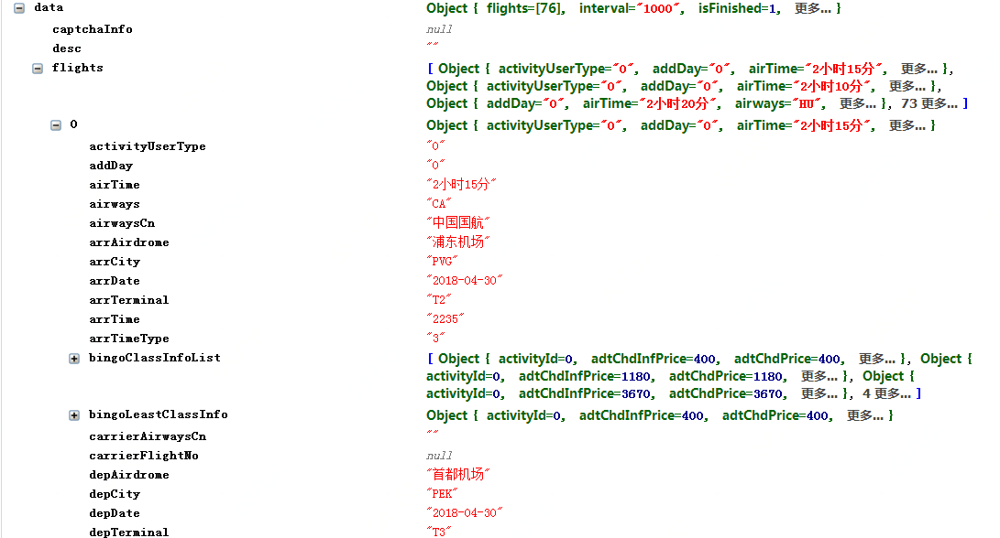 data Object { flights=[76], interval="1000", isFinished=1, 更多... }
captchaInfo null
desc ""
flights [ Object { activityUserType="0", addDay="0", airTime="2小时15分", 更多... },
Object { activityUserType="0", addDay="0", airTime="2小时10分", 更多... },
Object { addDay="0", airTime="2小时20分", airways="HU", 更多... }, 73 更多... ]
0 Object { activityUserType="0", addDay="0", airTime="2小时15分", 更多... }
activityUserType "0"
addDay "0"
airTime "2小时15分"
airways "CA"
airwaysCn "中国国航"
arrAirdrome "浦东机场"
arrCity "PVG"
arrDate "2018-04-30"
arrTerminal "T2"
arrTime "2235"
arrTimeType "3"
bingoClassInfoList [ Object { activityId=0, adtChdInfPrice=400, adtChdPrice=400, 更多... }, Object {
activityId=0, adtChdInfPrice=1180, adtChdPrice=1180, 更多... }, Object {
activityId=0, adtChdInfPrice=3670, adtChdPrice=3670, 更多... }, 4 更多... ]
bingoLeastClassInfo Object { activityId=0, adtChdInfPrice=400, adtChdPrice=400, 更多... }
carrierAirwaysCn ""
carrierFlightNo null
depAirdrome "首都机场"
depCity "PEK"
depDate "2018-04-30"
depTerminal "T3"